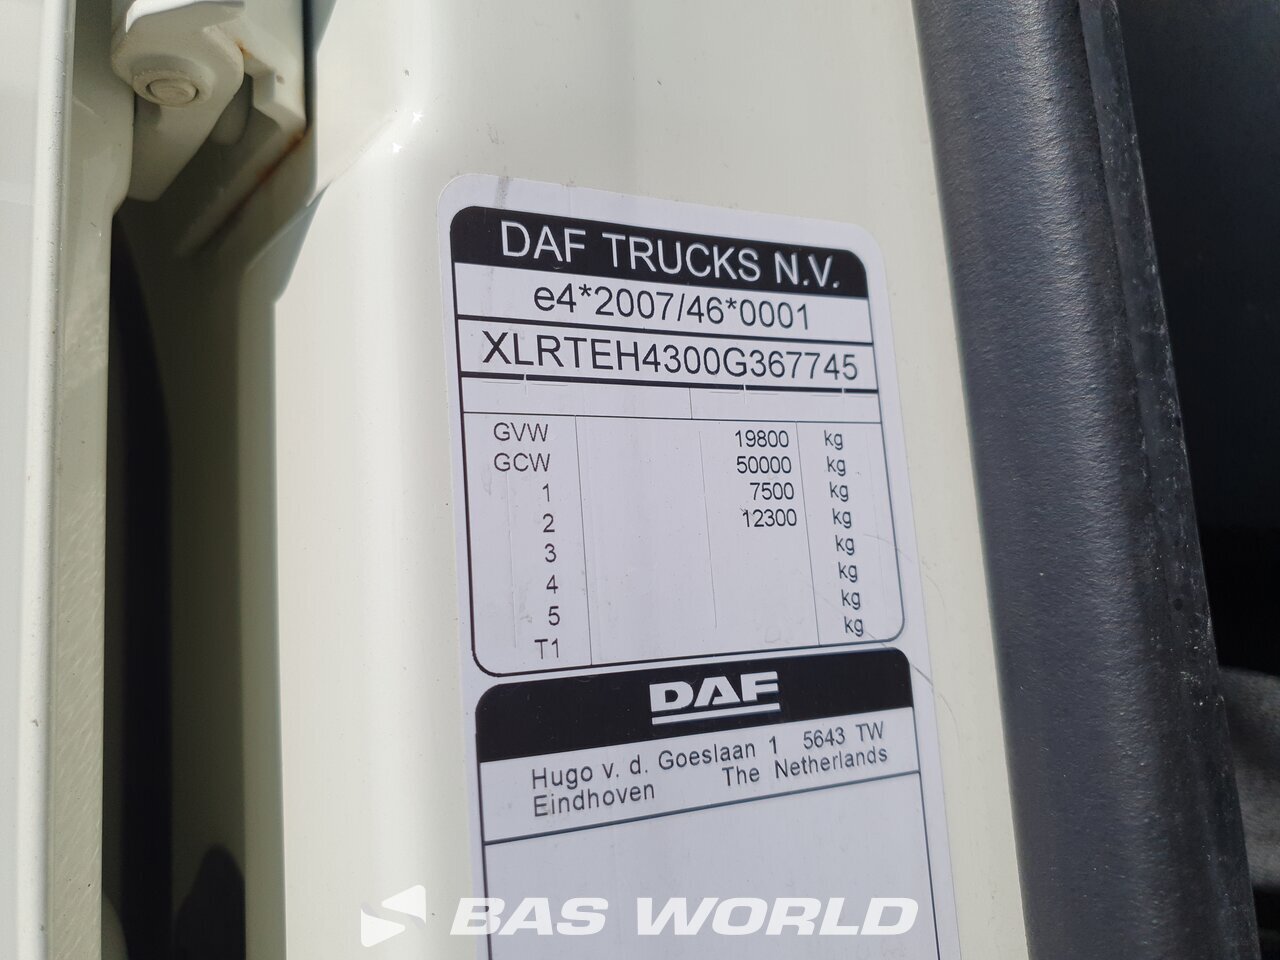 DAF TRUCKS N.V.
e4*2007/46*0001
XLRTEH4300G367745
GVW 19800 kg
GCW 50000 kg
1 7500 kg
2 12300 kg
3 kg
4 kg
5 kg
T1 kg
DAF
Hugo v. d. Goeslaan 1 5643 TW
Eindhoven The Netherlands
BAS WORLD